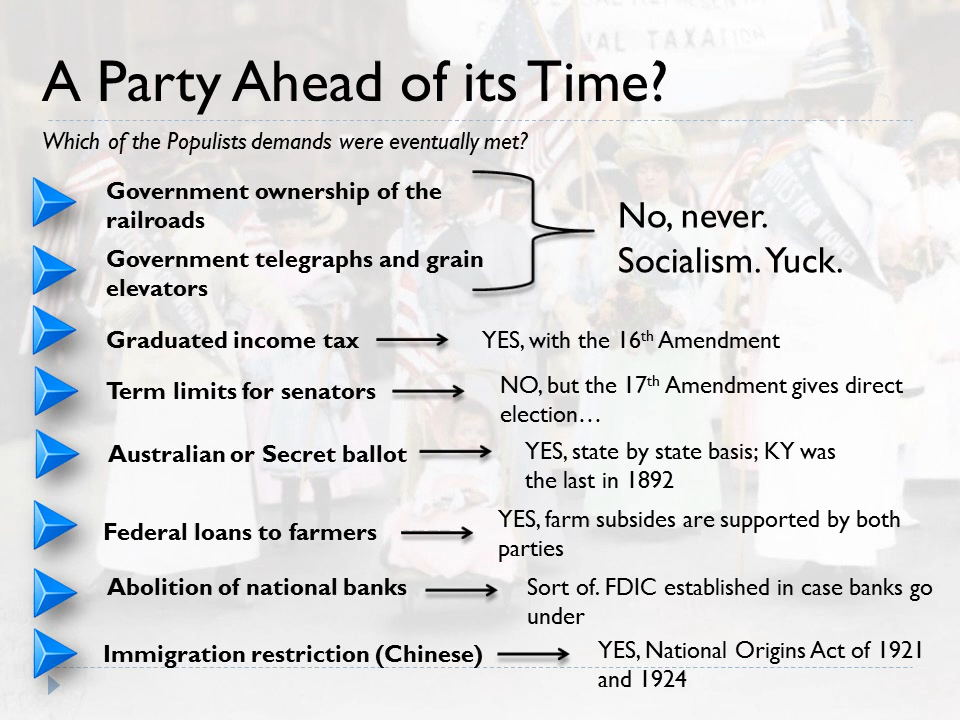 A Party Ahead of its Time?
Which of the Populists demands were eventually met?
Government ownership of the
railroads
Government telegraphs and grain
elevators
No, never.
Socialism. Yuck.
Graduated income tax
YES, with the 16th Amendment
Term limits for senators
NO, but the 17th Amendment gives direct
election…
Australian or Secret ballot
YES, state by state basis; KY was
the last in 1892
Federal loans to farmers
YES, farm subsides are supported by both
parties
Abolition of national banks
Sort of. FDIC established in case banks go
under
Immigration restriction (Chinese)
YES, National Origins Act of 1921
and 1924
TAXATION